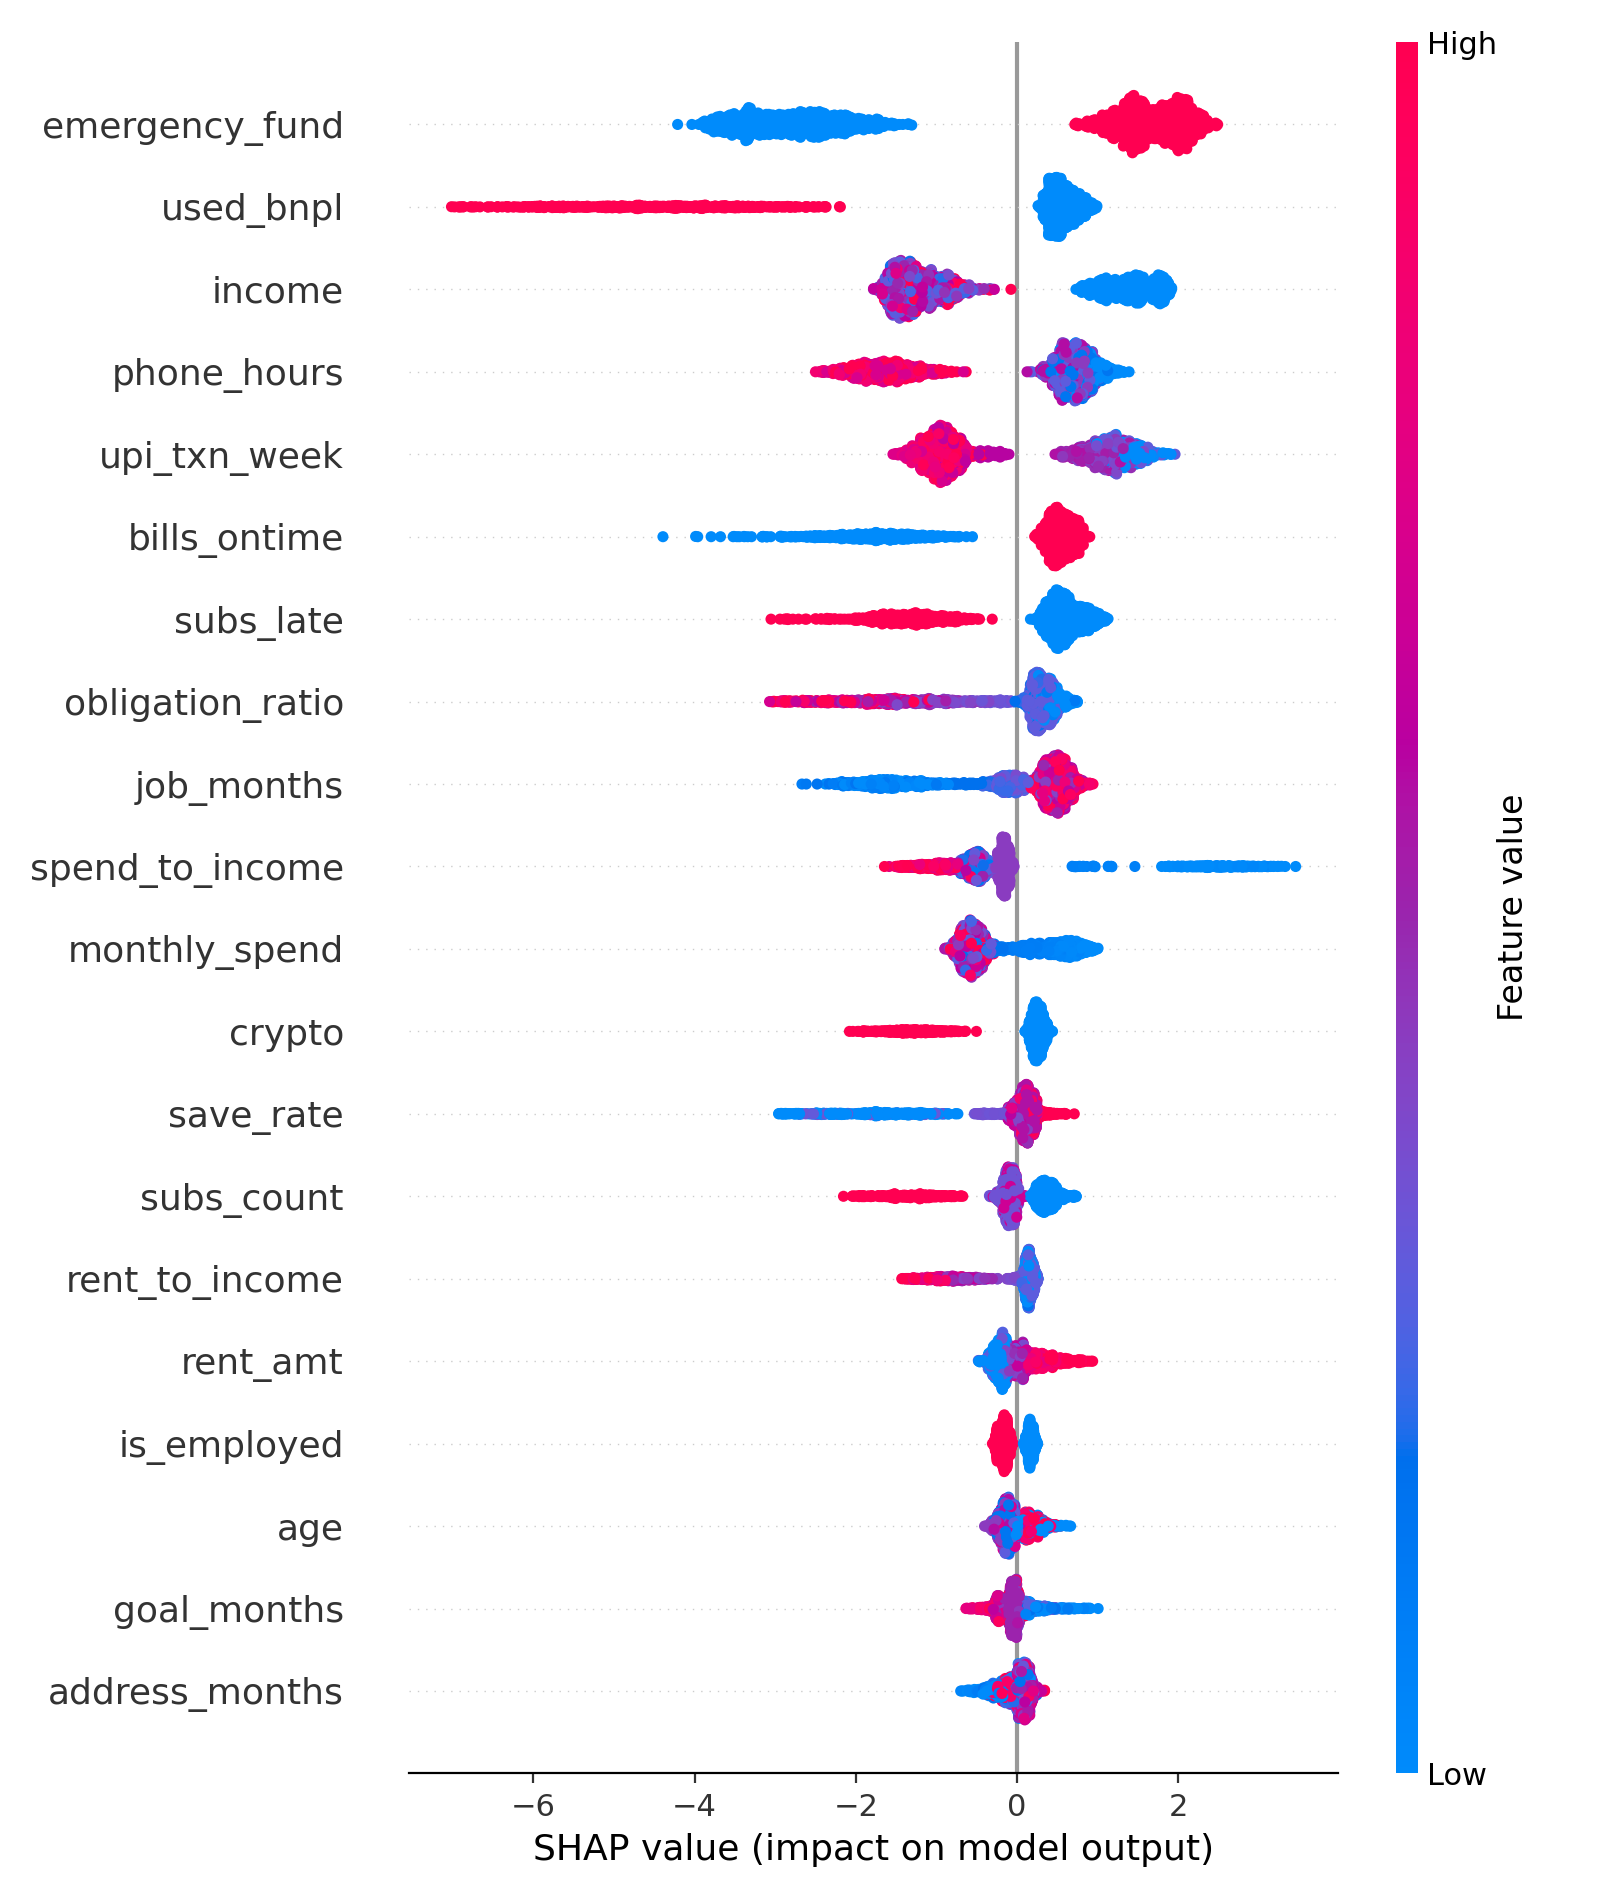 High
emergency_fund
used_bnpl
income
phone_hours
upi_txn_week
bills_ontime
subs_late
obligation_ratio
job_months
spend_to_income
monthly_spend
crypto
save_rate
subs_count
rent_to_income
rent_amt
is_employed
age
goal_months
address_months
Feature value
Low
−6 −4 −2 0 2
SHAP value (impact on model output)